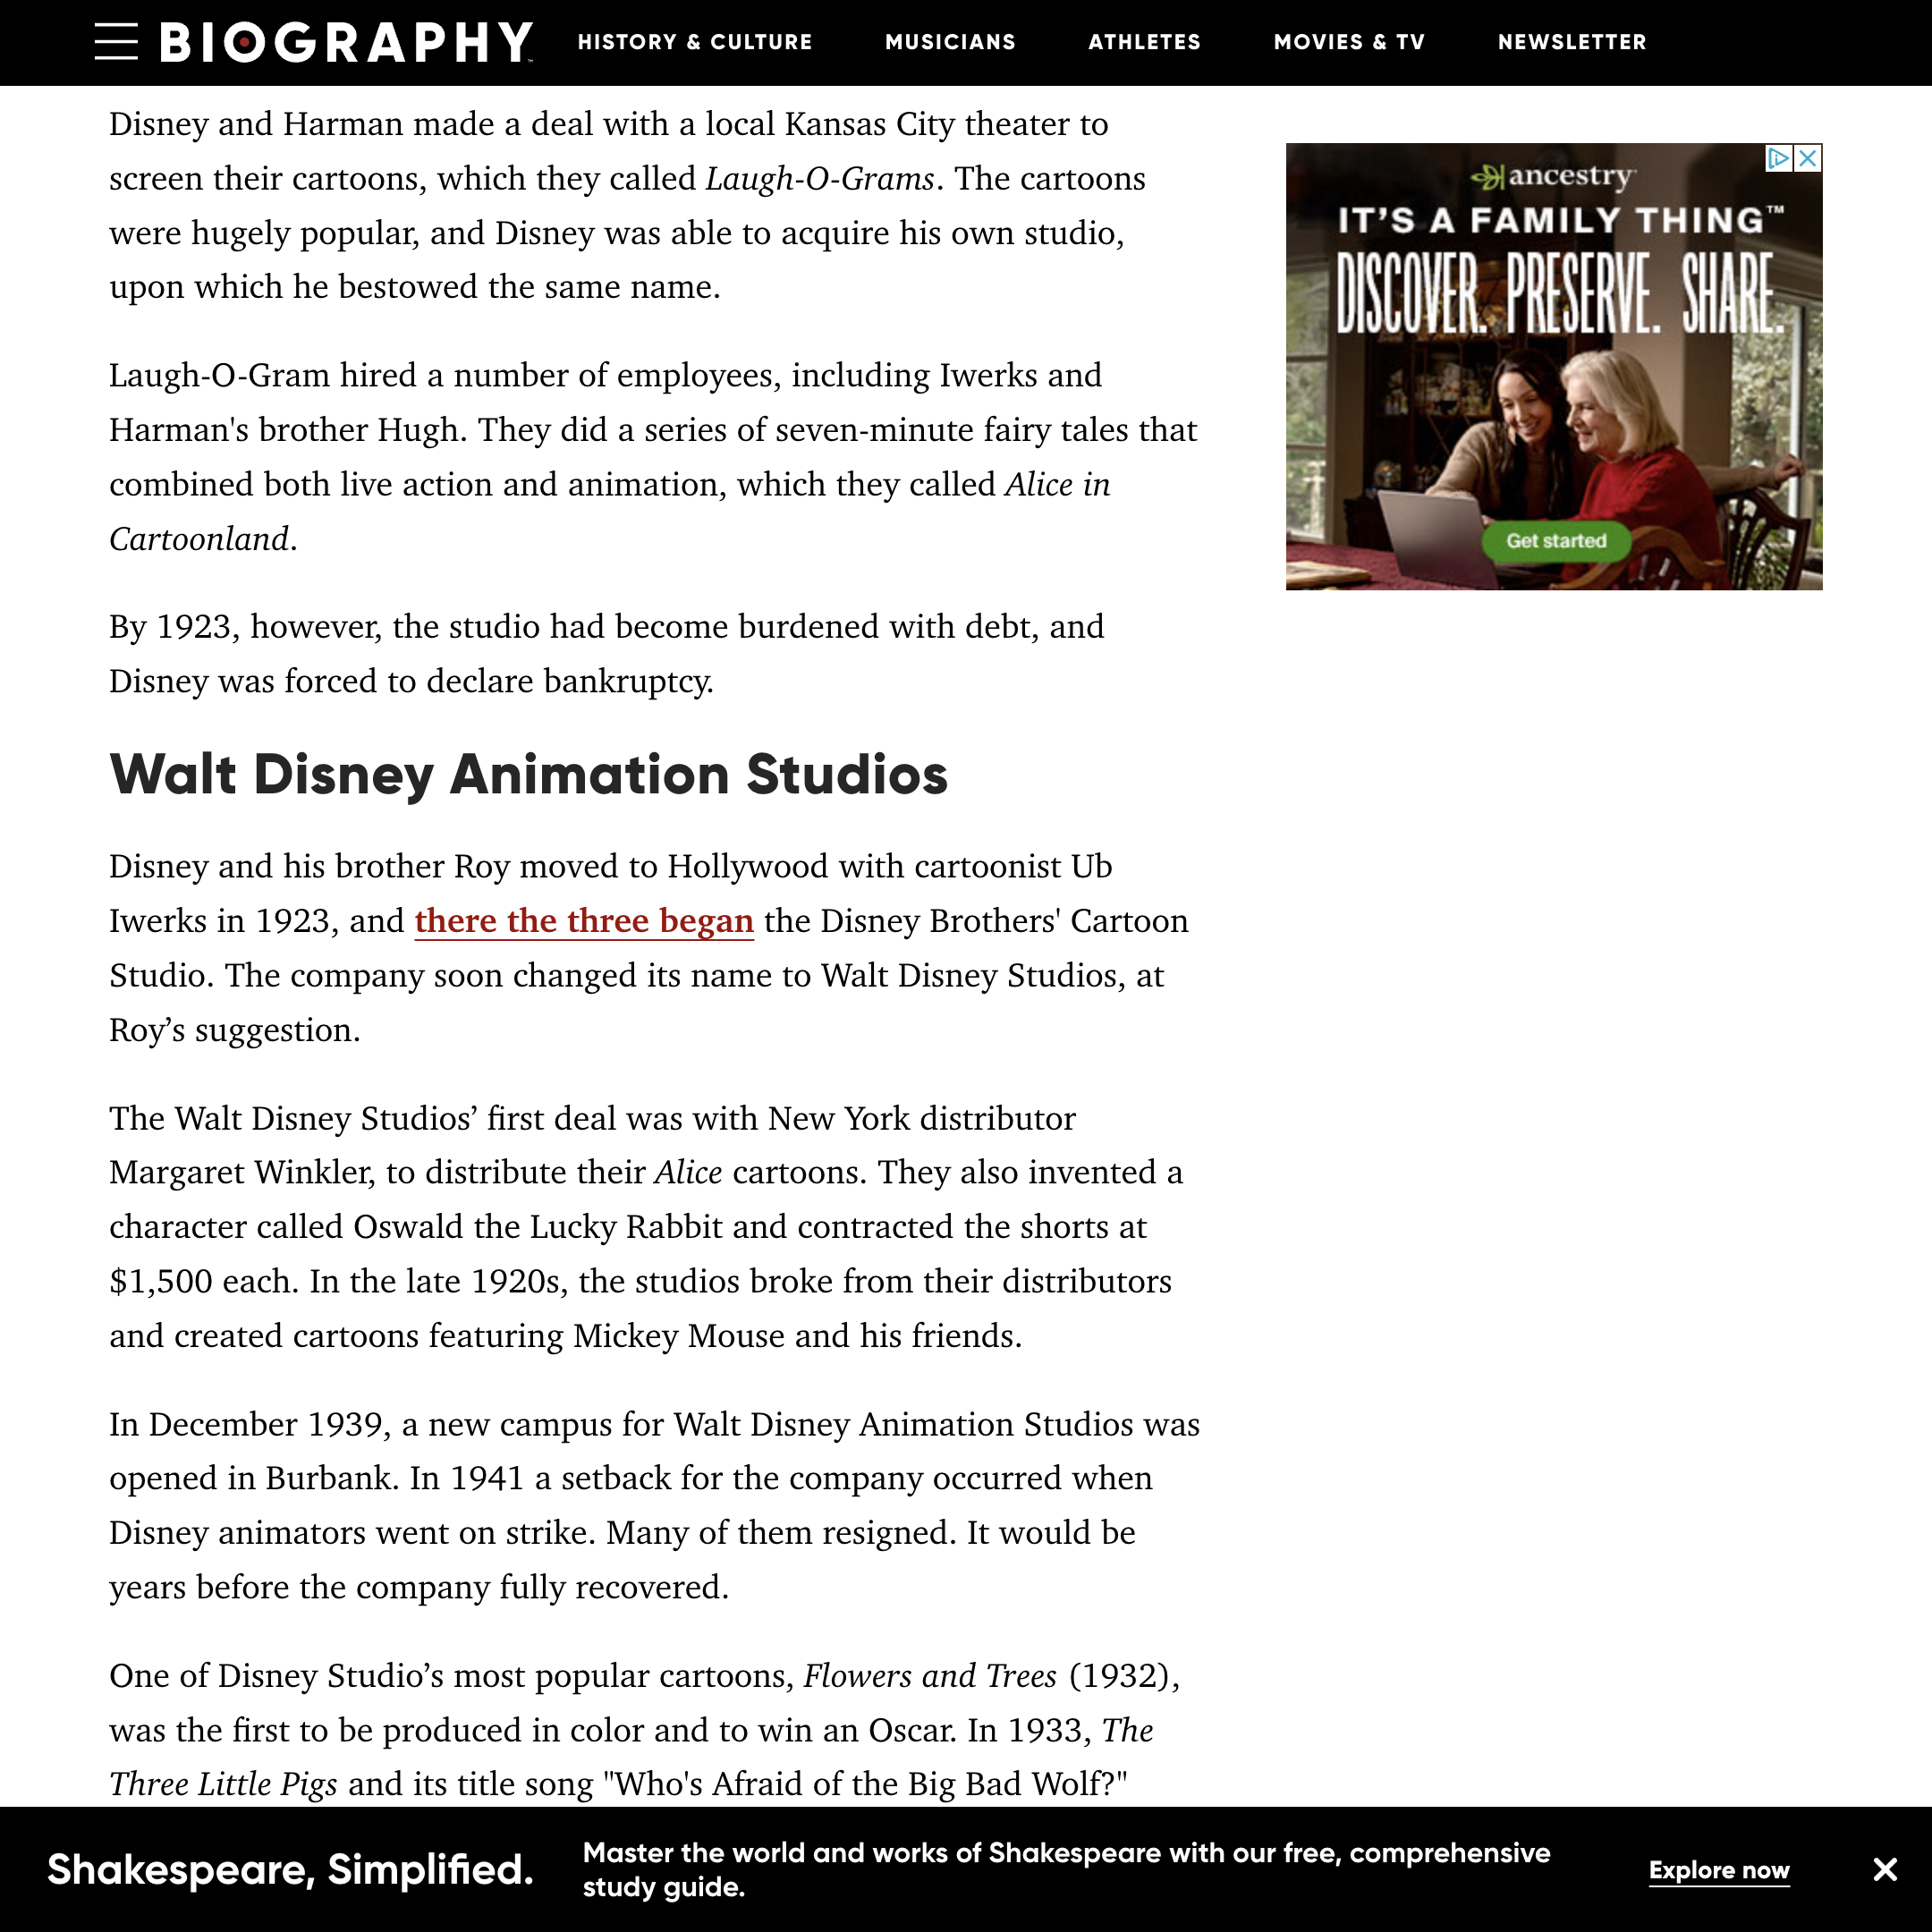 BIOGRAPHY
HISTORY & CULTURE
MUSICIANS
ATHLETES
MOVIES & TV
NEWSLETTER
Disney and Harman made a deal with a local Kansas City theater to
screen their cartoons, which they called Laugh-O-Grams. The cartoons
were hugely popular, and Disney was able to acquire his own studio,
upon which he bestowed the same name.
Laugh-O-Gram hired a number of employees, including Iwerks and
Harman's brother Hugh. They did a series of seven-minute fairy tales that
combined both live action and animation, which they called Alice in
Cartoonland.
By 1923, however, the studio had become burdened with debt, and
Disney was forced to declare bankruptcy.
Walt Disney Animation Studios
Disney and his brother Roy moved to Hollywood with cartoonist Ub
Iwerks in 1923, and there the three began the Disney Brothers' Cartoon
Studio. The company soon changed its name to Walt Disney Studios, at
Roy’s suggestion.
The Walt Disney Studios’ first deal was with New York distributor
Margaret Winkler, to distribute their Alice cartoons. They also invented a
character called Oswald the Lucky Rabbit and contracted the shorts at
$1,500 each. In the late 1920s, the studios broke from their distributors
and created cartoons featuring Mickey Mouse and his friends.
In December 1939, a new campus for Walt Disney Animation Studios was
opened in Burbank. In 1941 a setback for the company occurred when
Disney animators went on strike. Many of them resigned. It would be
years before the company fully recovered.
One of Disney Studio’s most popular cartoons, Flowers and Trees (1932),
was the first to be produced in color and to win an Oscar. In 1933, The
Three Little Pigs and its title song "Who's Afraid of the Big Bad Wolf?"
ancestry
IT’S A FAMILY THING™
DISCOVER. PRESERVE. SHARE.
Get started
Shakespeare, Simplified.
Master the world and works of Shakespeare with our free, comprehensive
study guide.
Explore now